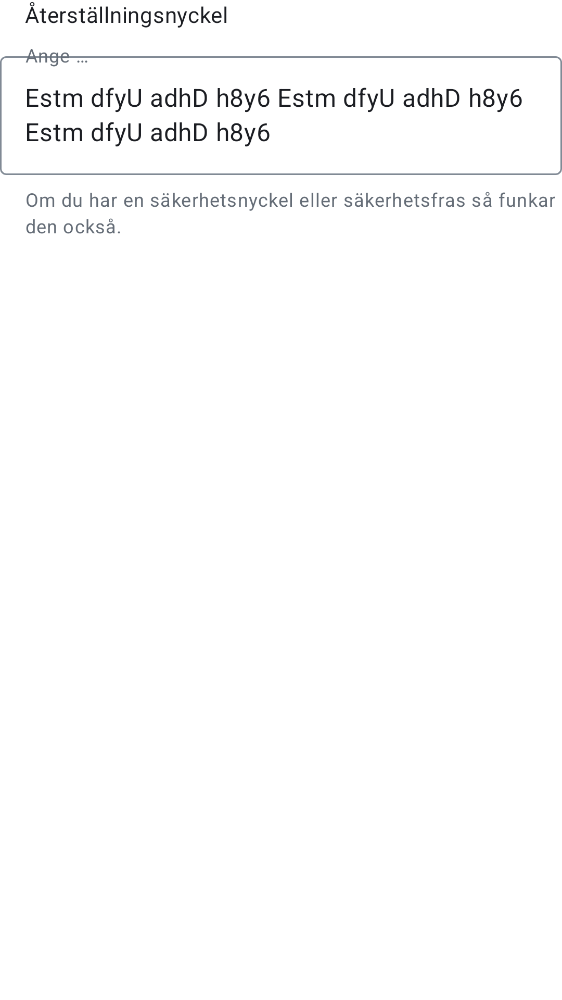 Återställningsnyckel
Ange …
Estm dfyU adhD h8y6 Estm dfyU adhD h8y6
Estm dfyU adhD h8y6
Om du har en säkerhetsnyckel eller säkerhetsfras så funkar
den också.